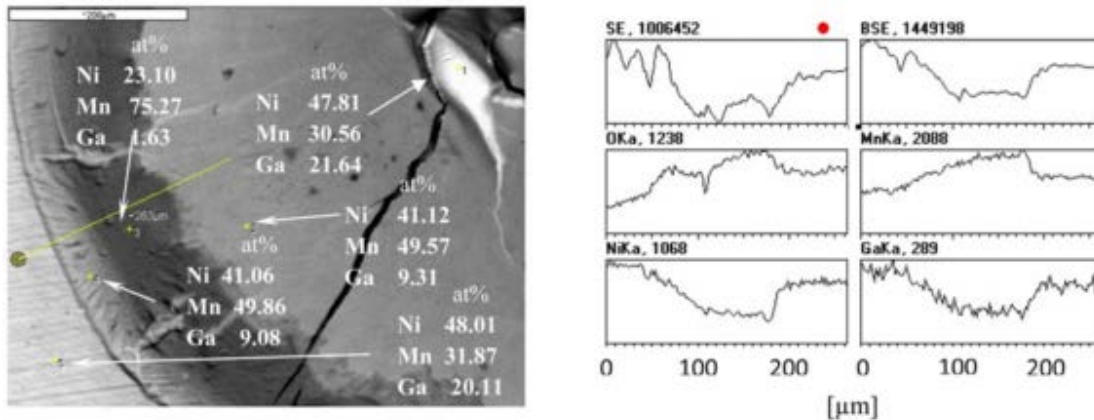 ~200µm
at%
Ni 23.10
Mn 75.27
Ga 1.63
at%
Ni 47.81
Mn 30.56
Ga 21.64
at%
Ni 41.12
Mn 49.57
Ga 9.31
at%
Ni 41.06
Mn 49.86
Ga 9.08
at%
Ni 48.01
Mn 31.87
Ga 20.11
~263µm
1
3
SE, 1006452
BSE, 1449198
OKa, 1238
MnKa, 2088
NiKa, 1068
GaKa, 289
0 100 200
0 100 200
[µm]